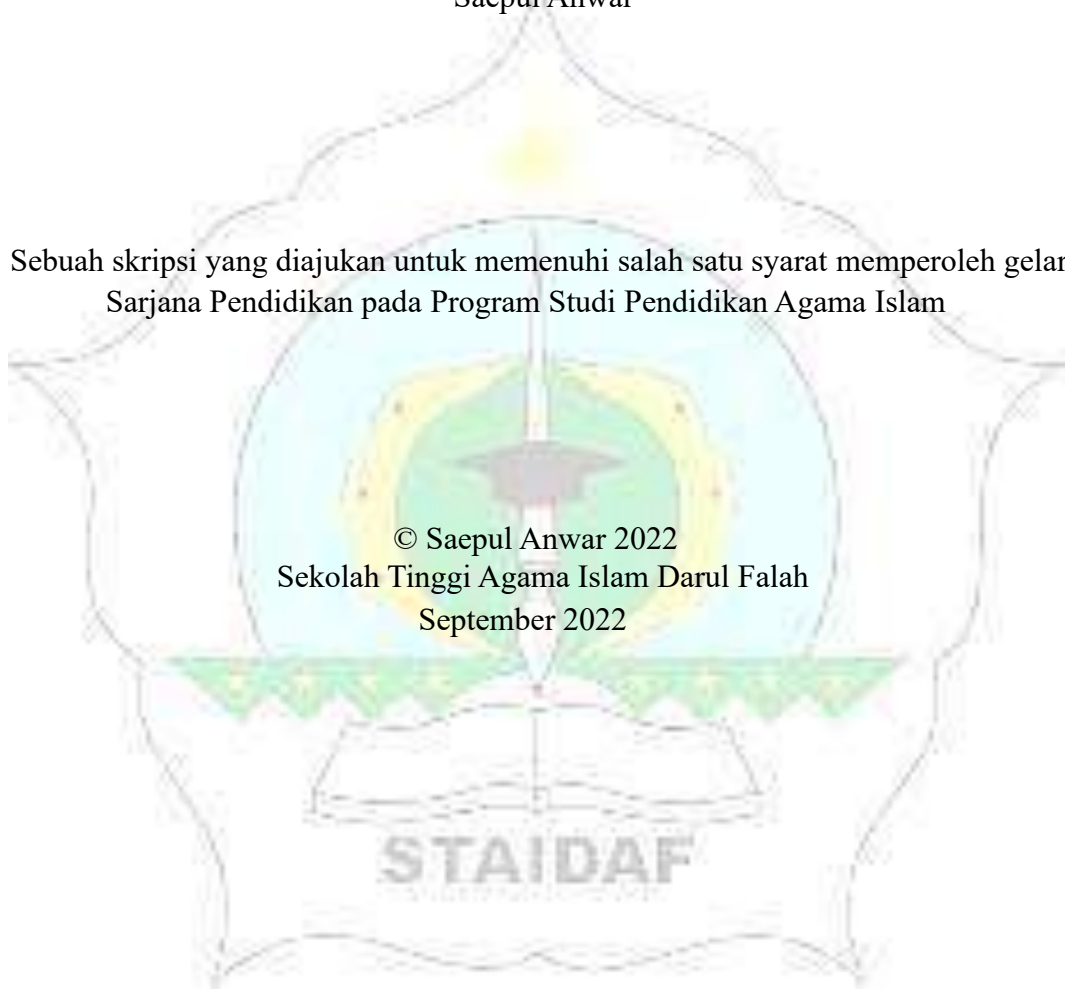 Saepul Anwar
Sebuah skripsi yang diajukan untuk memenuhi salah satu syarat memperoleh gelar
Sarjana Pendidikan pada Program Studi Pendidikan Agama Islam
© Saepul Anwar 2022
Sekolah Tinggi Agama Islam Darul Falah
September 2022
STAIDAF